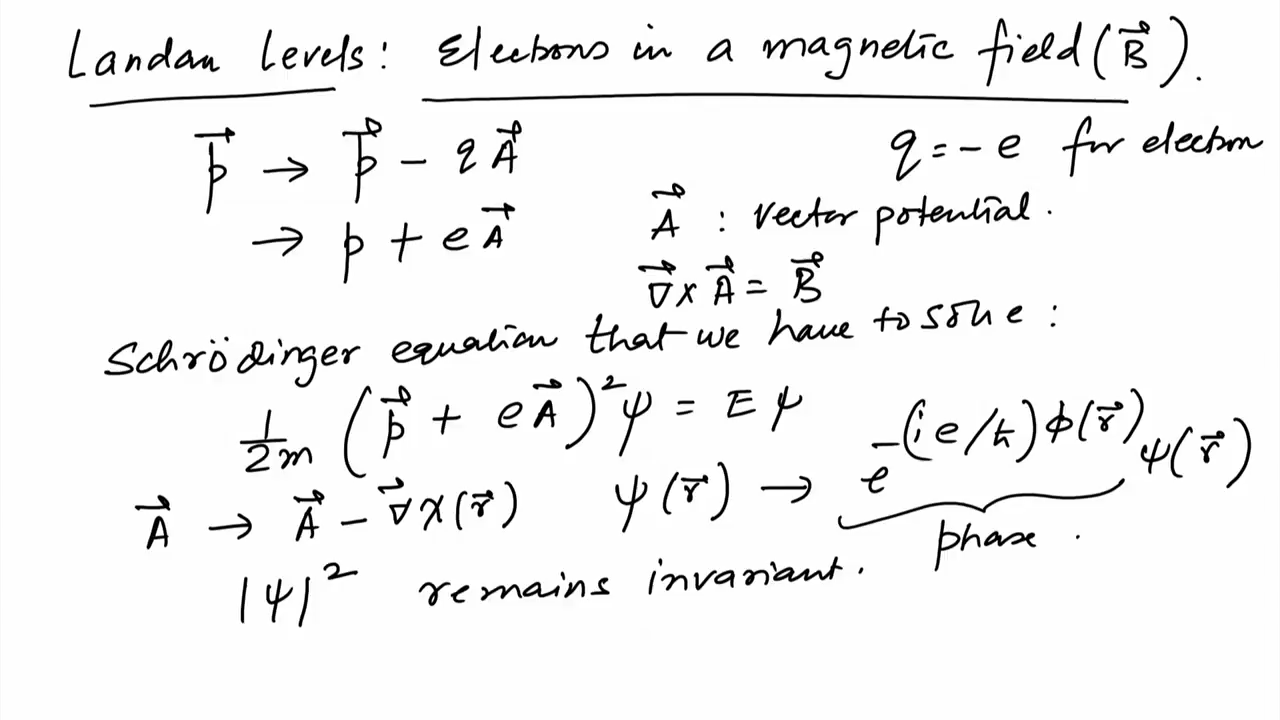 Landau Levels: Electrons in a magnetic field (B⃗).
p⃗ → p⃗ − qA⃗    q = − e for electron
→ p + eA⃗    A⃗ : vector potential.
∇⃗ x A⃗ = B⃗
Schrödinger equation that we have to solve :
1/2m (p⃗ + eA⃗)² ψ = E ψ
A⃗ → A⃗ − ∇⃗χ(r⃗)    ψ(r⃗) → e^−(ie/ħ)ϕ(r⃗) ψ(r⃗)
phase .
|ψ|² remains invariant.